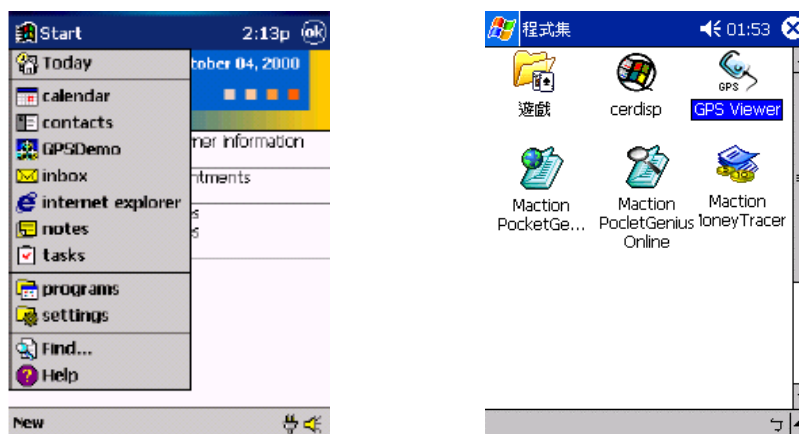 Start 2:13p ok
Today
tober 04, 2000
calendar
contacts
GPSDemo
ner information
inbox
ntments
internet explorer
notes
tasks
programs
settings
Find...
Help
New
程式集 01:53
遊戲
cerdisp
GPS
GPS Viewer
Maction
PocketGe...
Maction
PocletGenius
Online
Maction
MoneyTracer
ㄅ